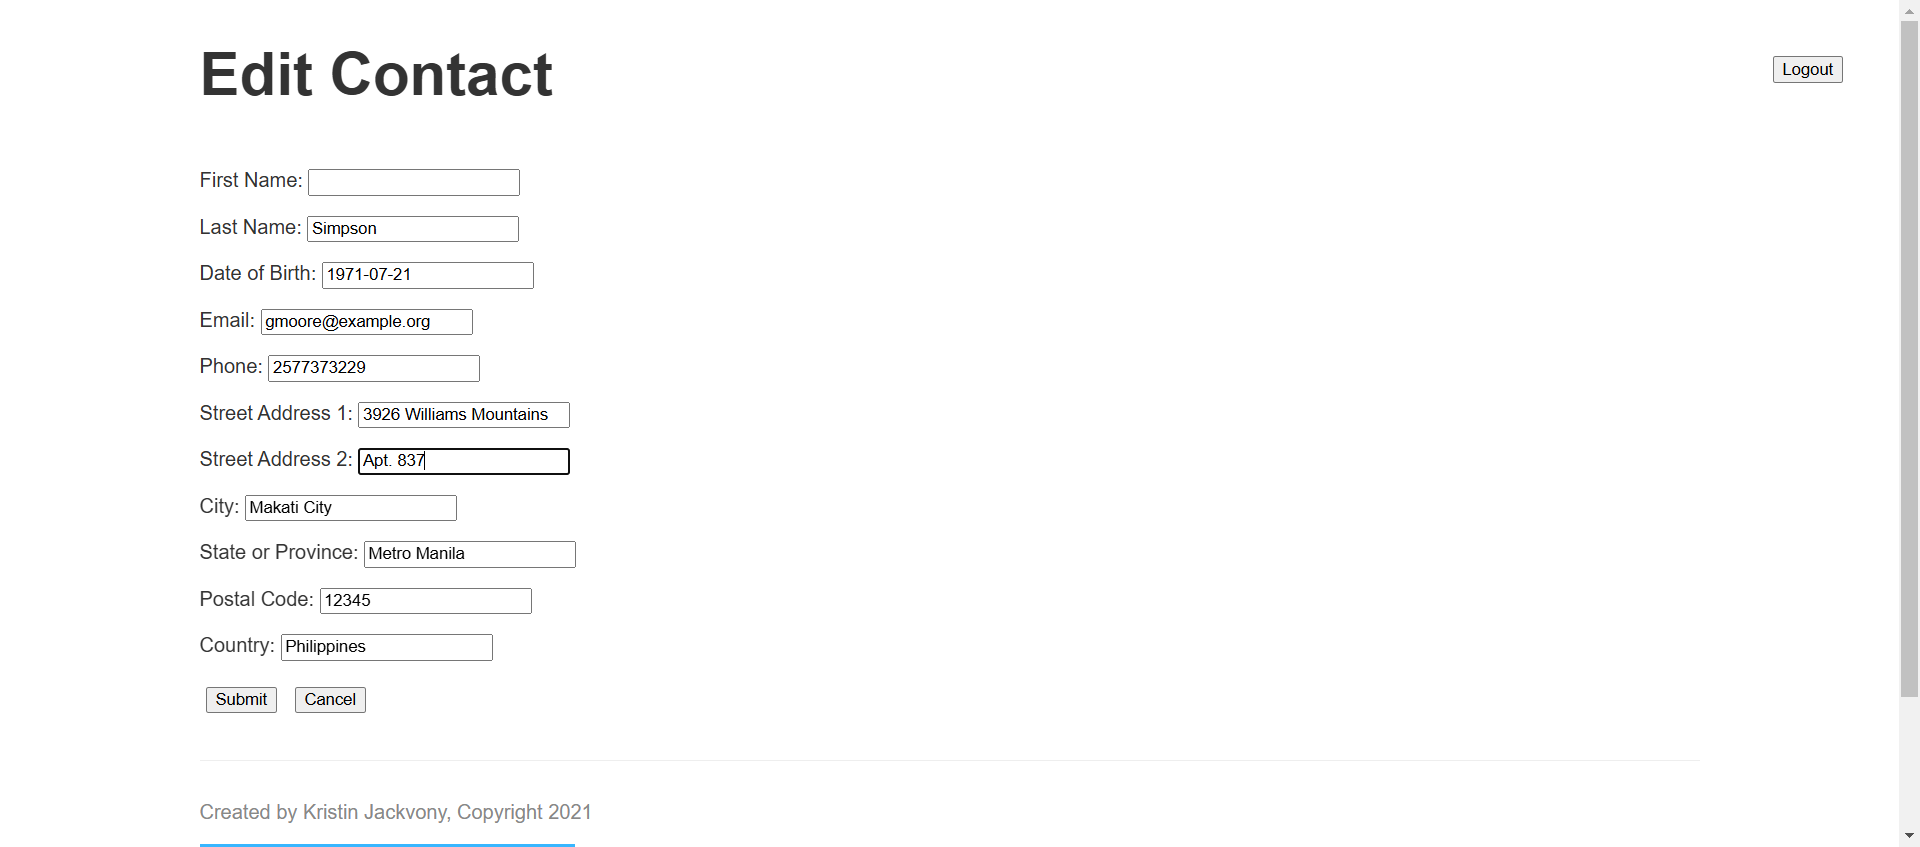 Edit Contact
Logout
First Name:
Last Name: Simpson
Date of Birth: 1971-07-21
Email: gmoore@example.org
Phone: 2577373229
Street Address 1: 3926 Williams Mountains
Street Address 2: Apt. 837
City: Makati City
State or Province: Metro Manila
Postal Code: 12345
Country: Philippines
Submit Cancel
Created by Kristin Jackvony, Copyright 2021